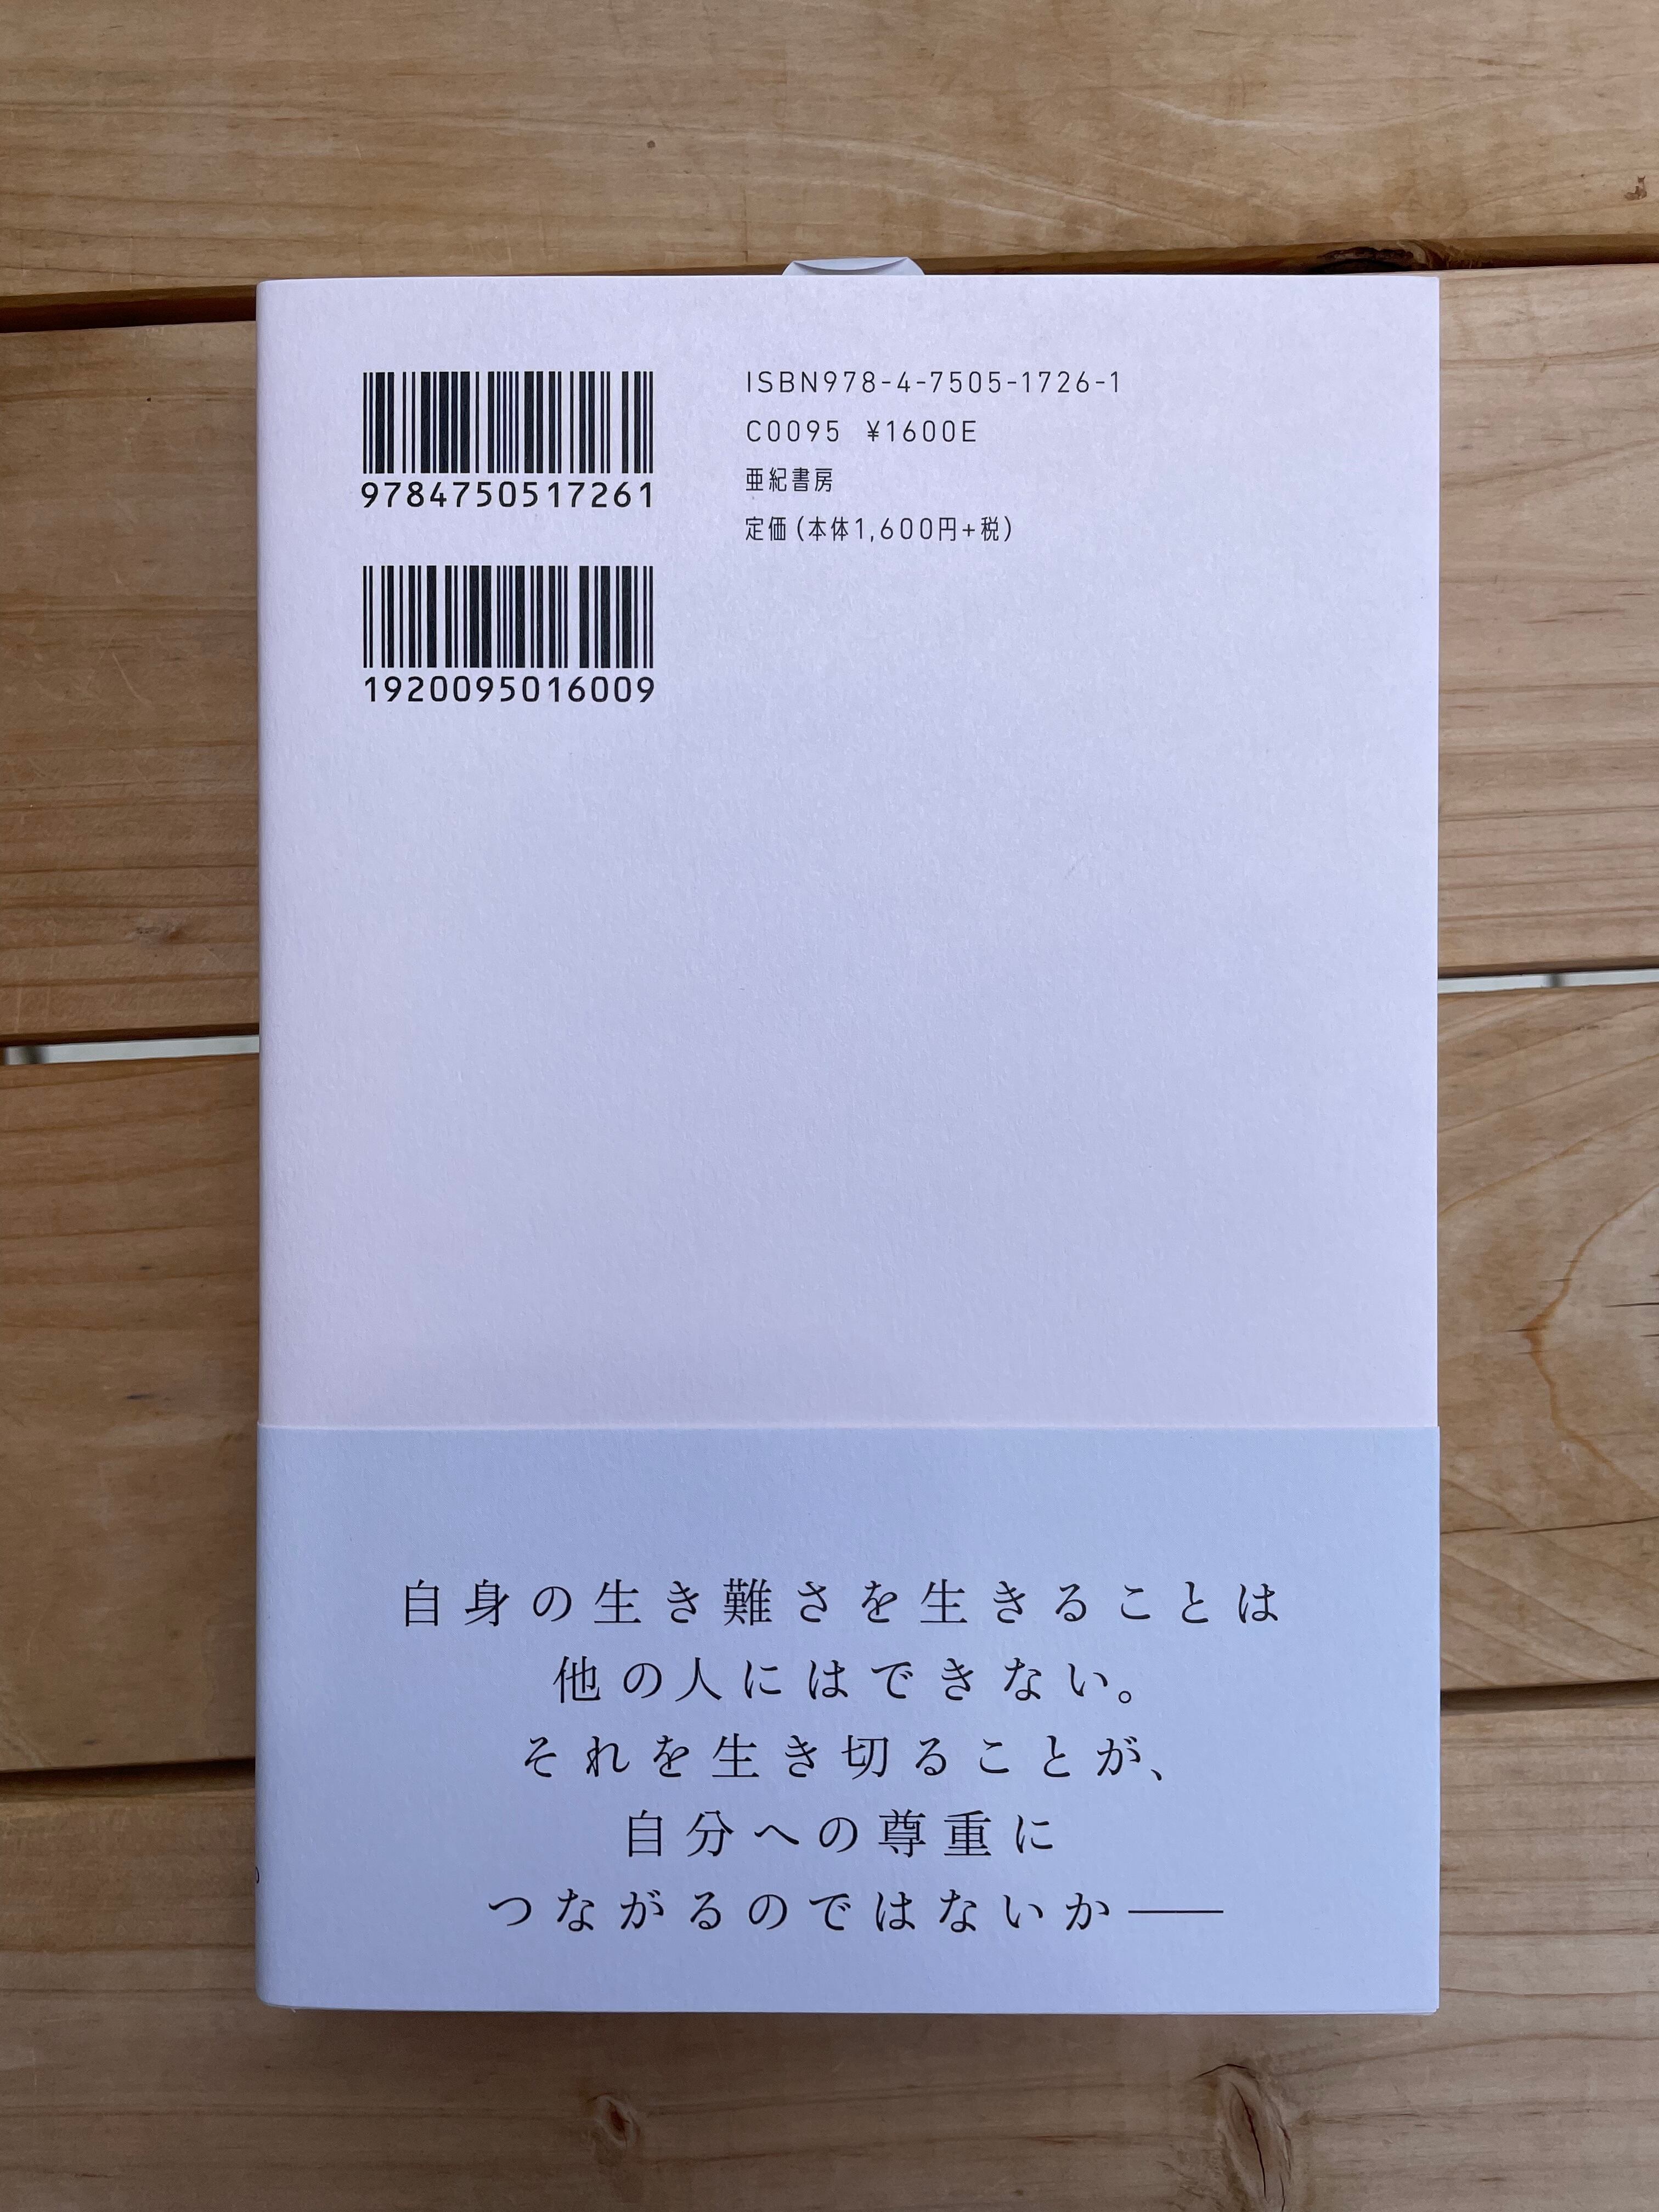 9784750517261
1920095016009
ISBN978-4-7505-1726-1
C0095 ¥1600E
亜紀書房
定価(本体1,600円+税)
自身の生き難さを生きることは
他の人にはできない。
それを生き切ることが、
自分への尊重に
つながるのではないか——